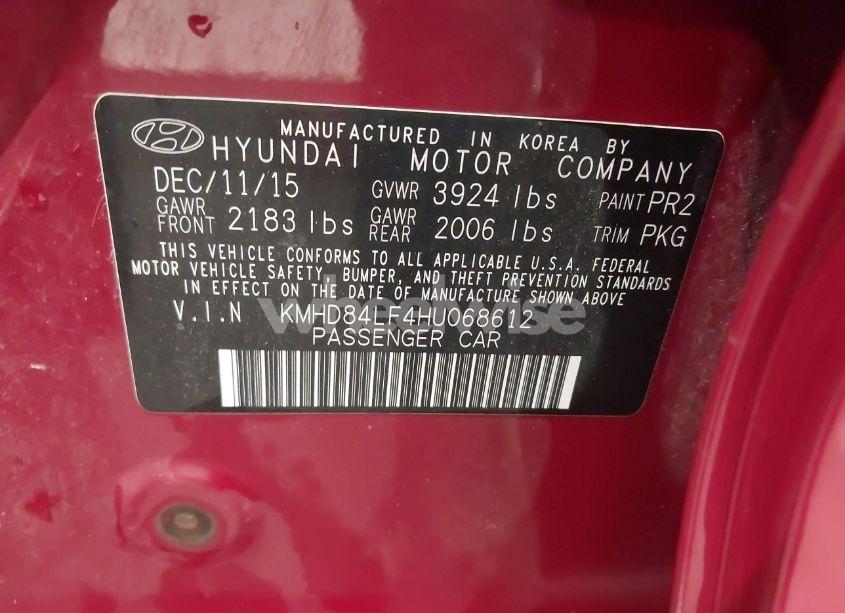 MANUFACTURED IN KOREA BY
HYUNDAI MOTOR COMPANY
DEC/11/15 GVWR 3924 lbs PAINT PR2
GAWR FRONT 2183 lbs GAWR REAR 2006 lbs TRIM PKG
THIS VEHICLE CONFORMS TO ALL APPLICABLE U.S.A. FEDERAL
MOTOR VEHICLE SAFETY, BUMPER, AND THEFT PREVENTION STANDARDS
IN EFFECT ON THE DATE OF MANUFACTURE SHOWN ABOVE
V.I.N KMHD84LF4HU068612
PASSENGER CAR